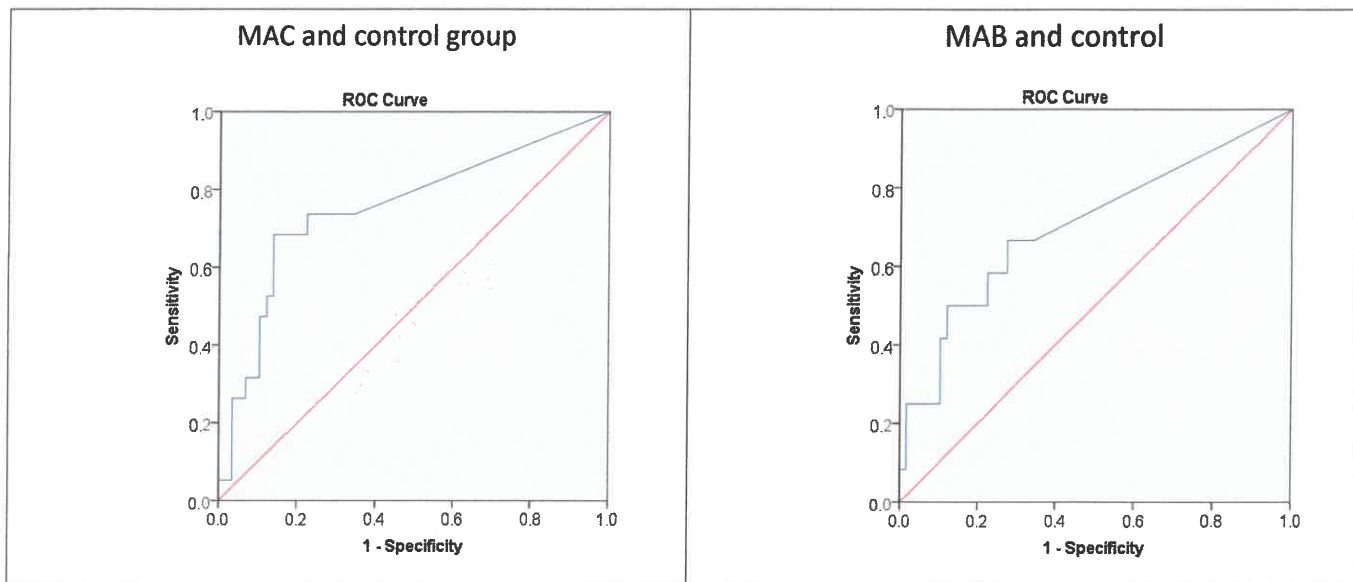 MAC and control group
ROC Curve
1.0
0.8
0.6
0.4
0.2
0.0
Sensitivity
0.0 0.2 0.4 0.6 0.8 1.0
1 - Specificity
MAB and control
ROC Curve
1.0
0.8
0.6
0.4
0.2
0.0
Sensitivity
0.0 0.2 0.4 0.6 0.8 1.0
1 - Specificity